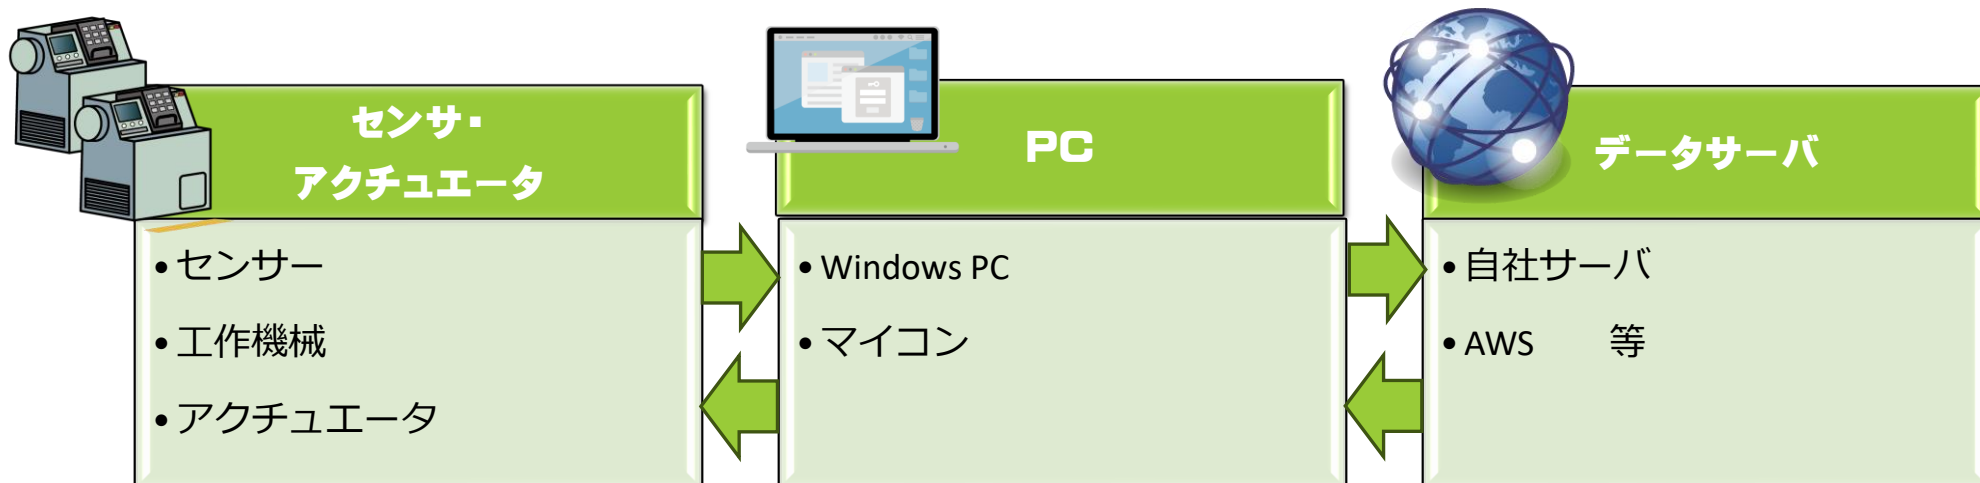 センサ・
アクチュエータ
• センサー
• 工作機械
• アクチュエータ
PC
• Windows PC
• マイコン
データサーバ
• 自社サーバ
• AWS　　等